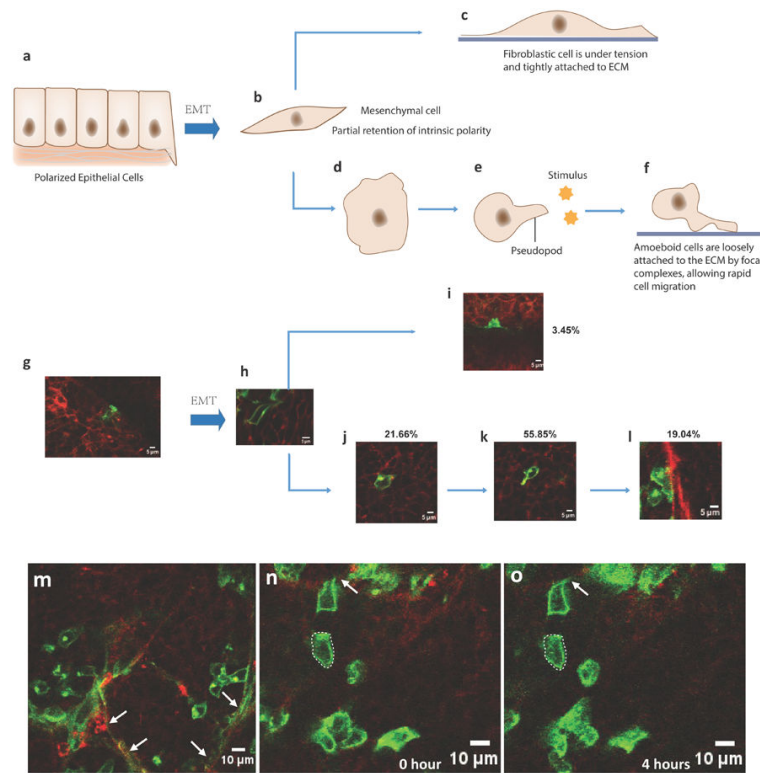 c
Fibroblastic cell is under tension
and tightly attached to ECM
a
b
EMT
Mesenchymal cell
Partial retention of intrinsic polarity
Polarized Epithelial Cells
d
e
Stimulus
f
Pseudopod
Amoeboid cells are loosely
attached to the ECM by foca
complexes, allowing rapid
cell migration
i
3.45%
5 µm
g
h
EMT
5 µm
j
21.66%
k
55.85%
l
19.04%
5 µm
5 µm
5 µm
m
n
o
10 µm
0 hour
10 µm
4 hours
10 µm